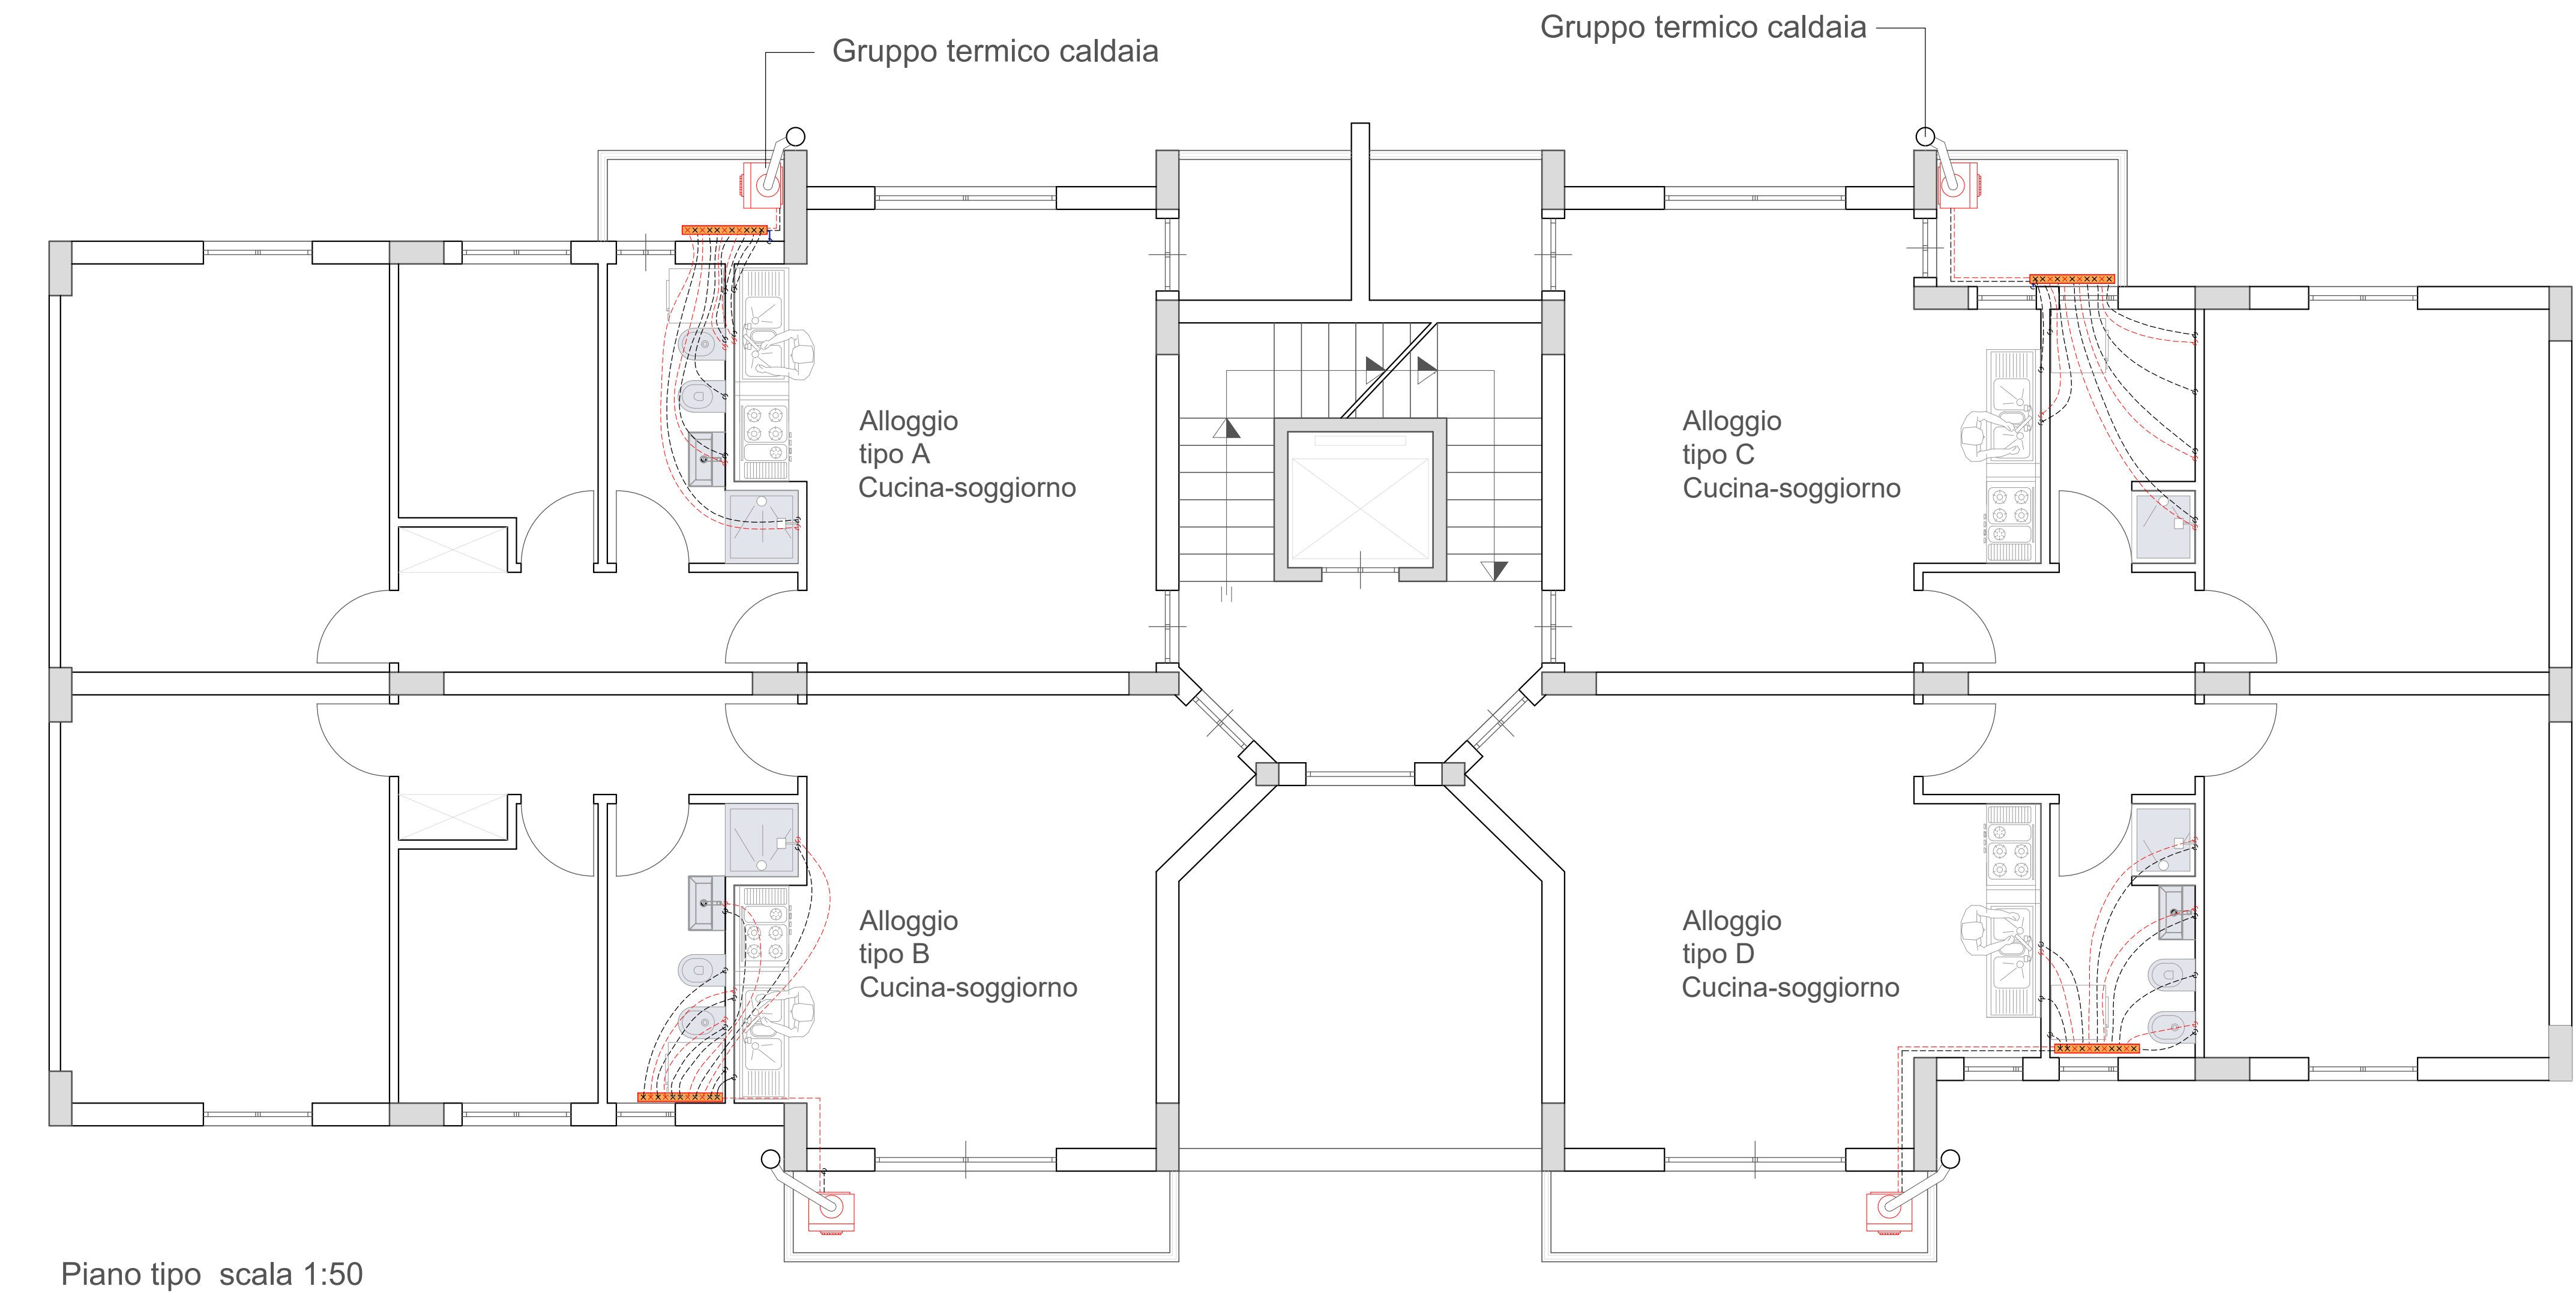 Gruppo termico caldaia
Gruppo termico caldaia
Alloggio
tipo A
Cucina-soggiorno
Alloggio
tipo C
Cucina-soggiorno
Alloggio
tipo B
Cucina-soggiorno
Alloggio
tipo D
Cucina-soggiorno
Piano tipo scala 1:50